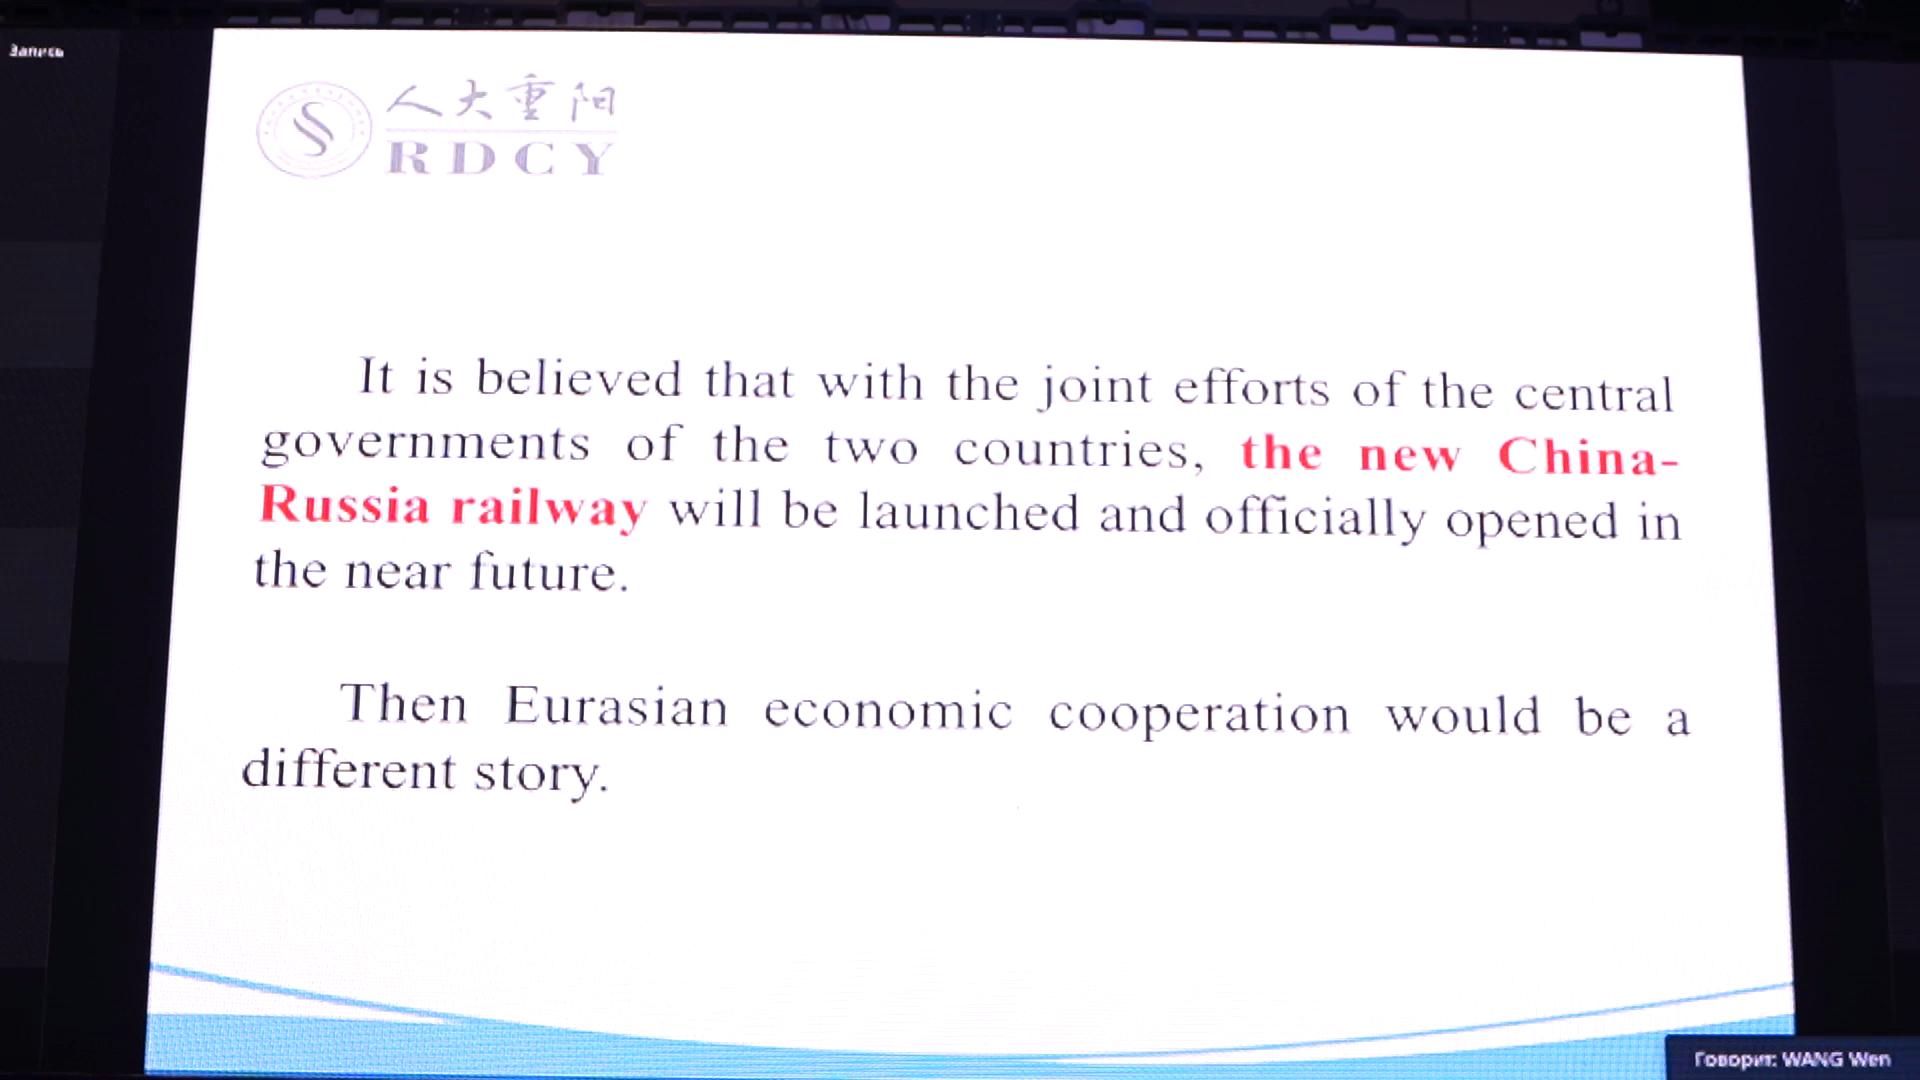 Запись
人大重阳
RDCY
It is believed that with the joint efforts of the central
governments of the two countries, the new China-
Russia railway will be launched and officially opened in
the near future.
Then Eurasian economic cooperation would be a
different story.
Говорит: WANG Wen